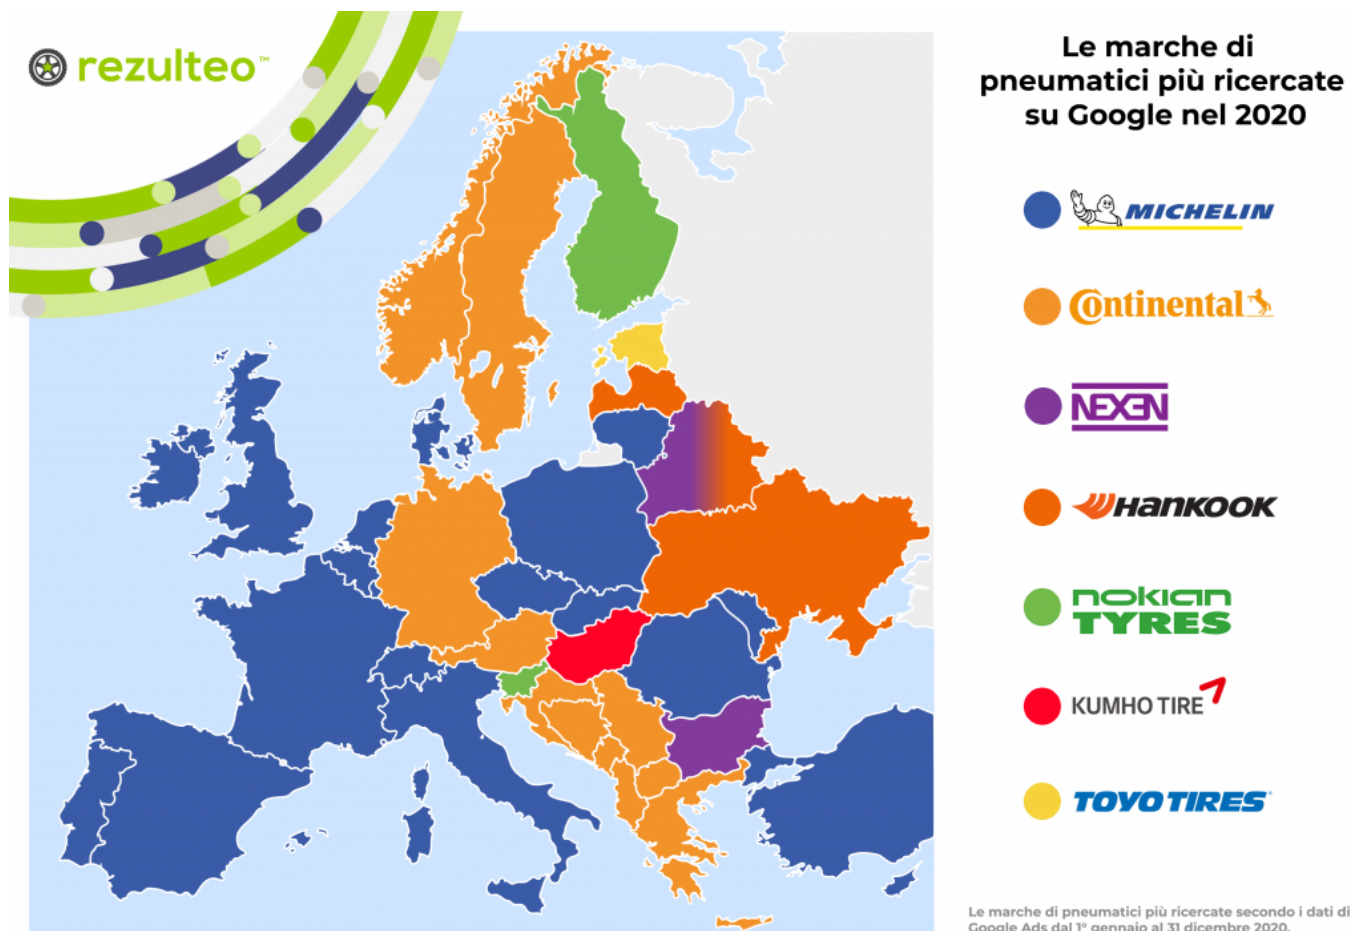 rezulteo™
Le marche di
pneumatici più ricercate
su Google nel 2020
MICHELIN
Continental
NEXEN
HANKOOK
nokian
TYRES
KUMHO TIRE
TOYO TIRES
Le marche di pneumatici più ricercate secondo i dati di
Google Ads dal 1° gennaio al 31 dicembre 2020.